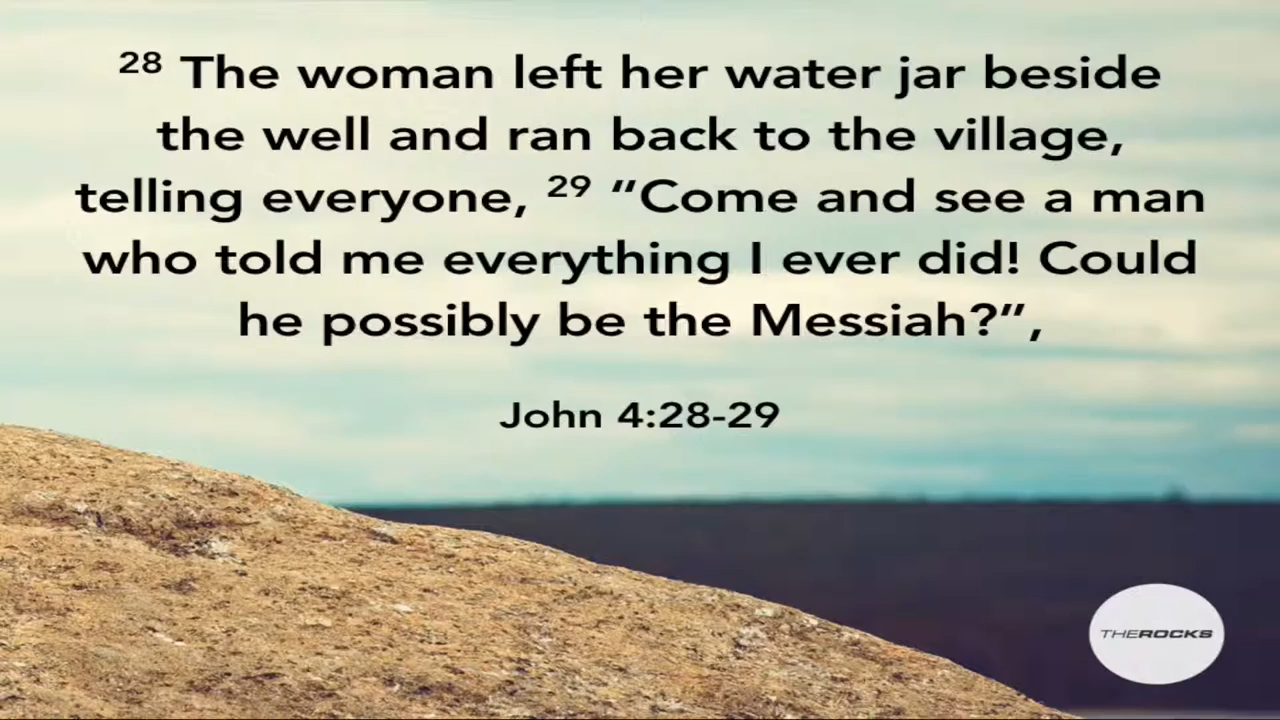 28 The woman left her water jar beside
the well and ran back to the village,
telling everyone, 29 “Come and see a man
who told me everything I ever did! Could
he possibly be the Messiah?”,
John 4:28-29
THEROCKS